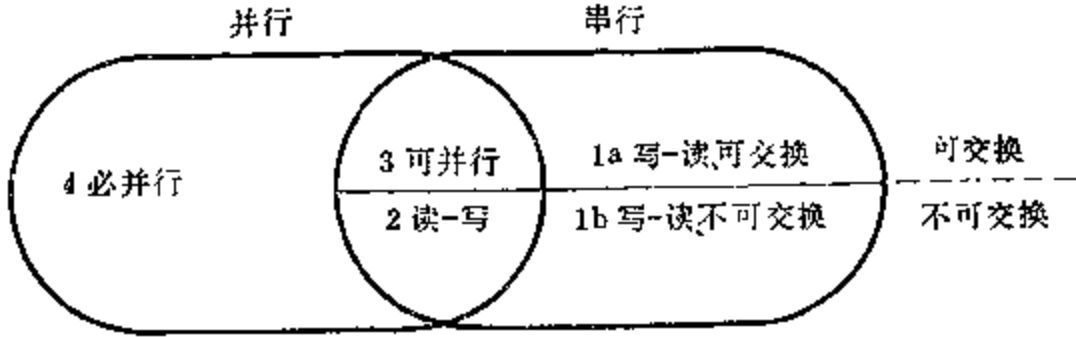 并行 串行
3 可并行 1a 写-读、可交换 可交换
4 必并行
2 读-写 1b 写-读、不可交换 不可交换